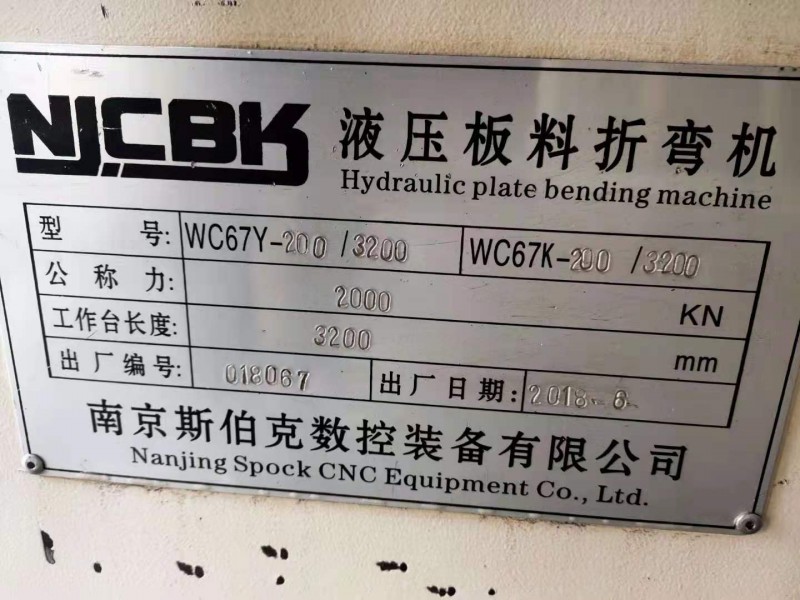 NJCBK 液压板料折弯机
Hydraulic plate bending machine
型 号: WC67Y-200 /3200 WC67K-200 /3200
公 称 力: 2000 KN
工作台长度: 3200 mm
出 厂 编 号: 018067 出 厂 日 期: 2018-6
南京斯伯克数控装备有限公司
Nanjing Spock CNC Equipment Co., Ltd.